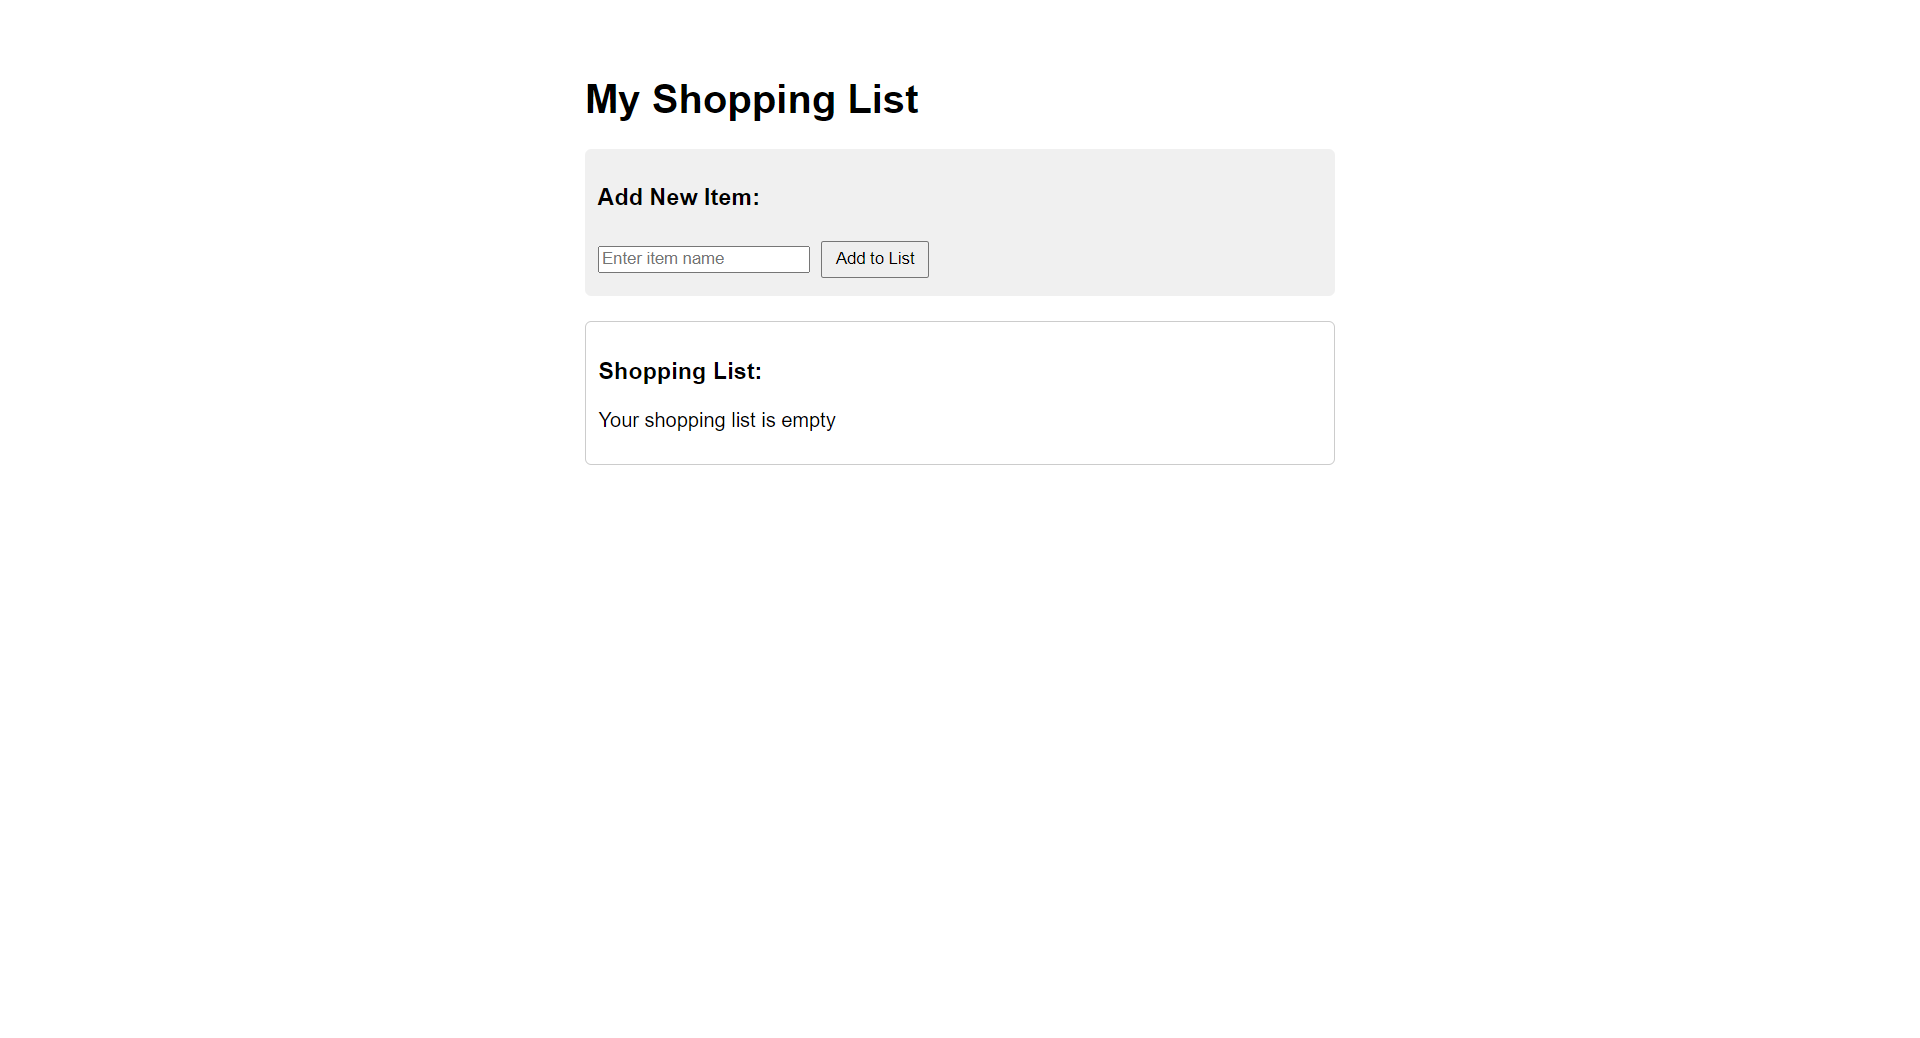 My Shopping List
Add New Item:
Enter item name
Add to List
Shopping List:
Your shopping list is empty